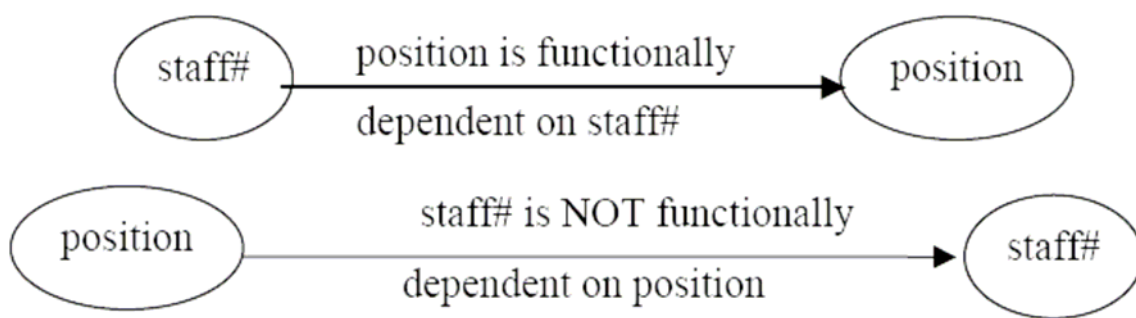 staff#
position is functionally
dependent on staff#
position
position
staff# is NOT functionally
dependent on position
staff#